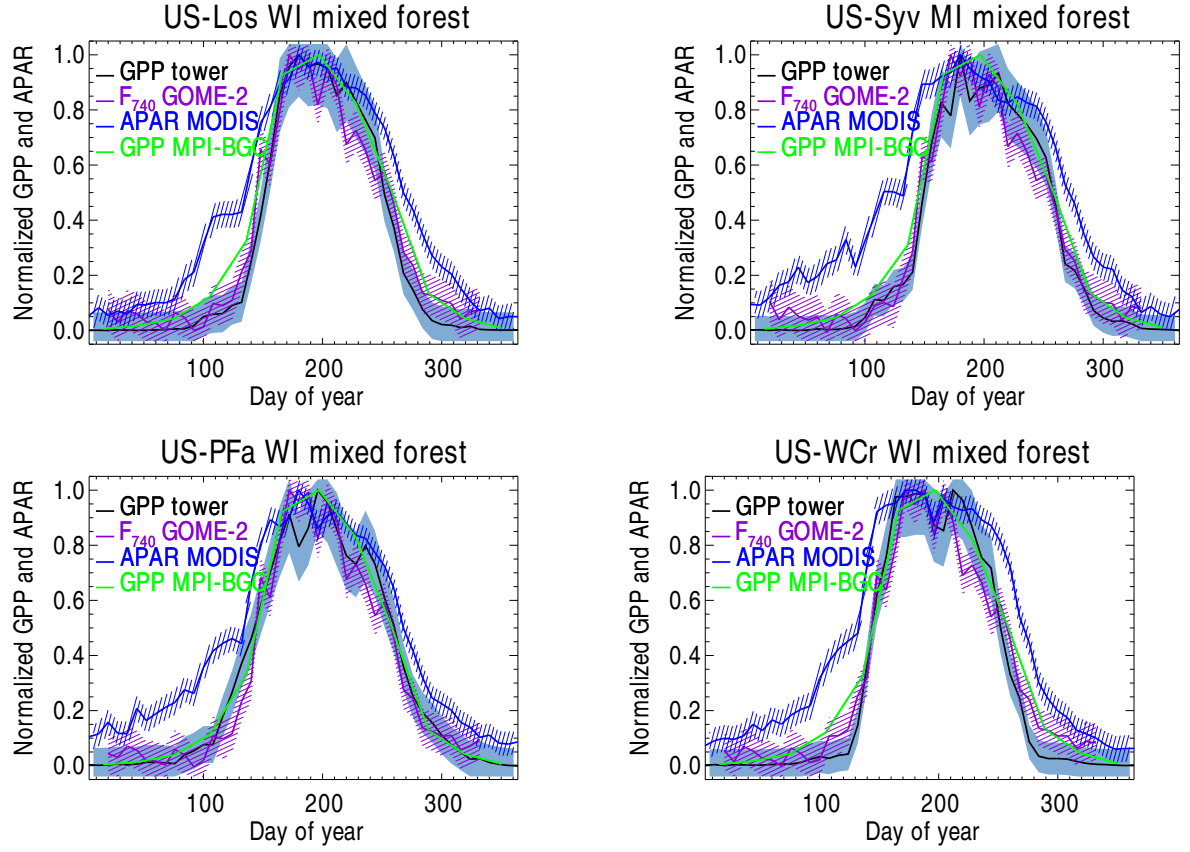 US-Los WI mixed forest
Normalized GPP and APAR
1.0
0.8
0.6
0.4
0.2
0.0
GPP tower
F740 GOME-2
APAR MODIS
GPP MPI-BGC
100 200 300
Day of year
US-Syv MI mixed forest
Normalized GPP and APAR
1.0
0.8
0.6
0.4
0.2
0.0
GPP tower
F740 GOME-2
APAR MODIS
GPP MPI-BGC
100 200 300
Day of year
US-PFa WI mixed forest
Normalized GPP and APAR
1.0
0.8
0.6
0.4
0.2
0.0
GPP tower
F740 GOME-2
APAR MODIS
GPP MPI-BGC
100 200 300
Day of year
US-WCr WI mixed forest
Normalized GPP and APAR
1.0
0.8
0.6
0.4
0.2
0.0
GPP tower
F740 GOME-2
APAR MODIS
GPP MPI-BGC
100 200 300
Day of year